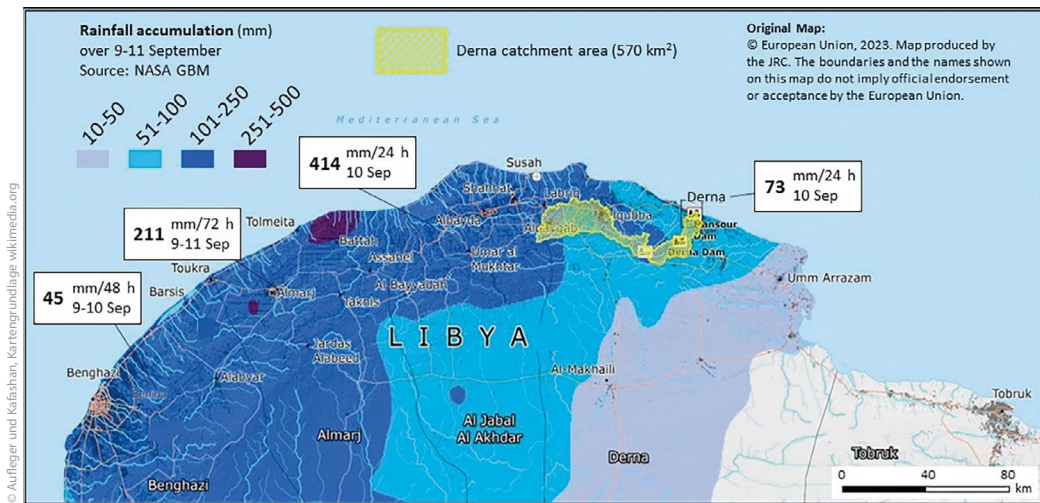 Rainfall accumulation (mm)
over 9-11 September
Source: NASA GBM
Derna catchment area (570 km²)
Original Map:
© European Union, 2023. Map produced by
the JRC. The boundaries and the names shown
on this map do not imply official endorsement
or acceptance by the European Union.
10-50
51-100
101-250
251-500
Mediterranean Sea
414 mm/24 h
10 Sep
73 mm/24 h
10 Sep
211 mm/72 h
9-11 Sep
45 mm/48 h
9-10 Sep
Susah
Shahhat
Labriq
Derna
Tolmeita
Albayda
Alqubba
Algayqab
Mansour
Dam
Derna Dam
Battah
Assahel
Umar al
Mukhtar
Toukra
Umm Arrazam
Barsis
Almarj
Al Bayyadah
Taknis
LIBYA
Jardas
Alabeed
Benghazi
Alabyar
Benina
Al-Makhaili
Tobruk
Al Jabal
Al Akhdar
Almarj
Derna
Tobruk
Benghazi
0 40 80
km
© Aufleger und Kafashan, Kartengrundlage wikimedia.org